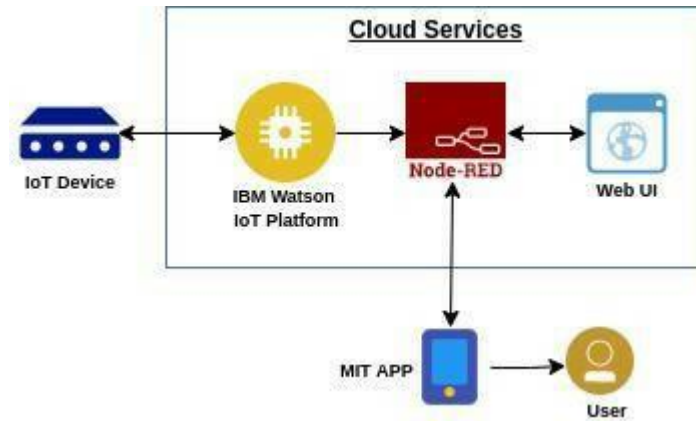 Cloud Services
IoT Device
IBM Watson
IoT Platform
Node-RED
Web UI
MIT APP
User